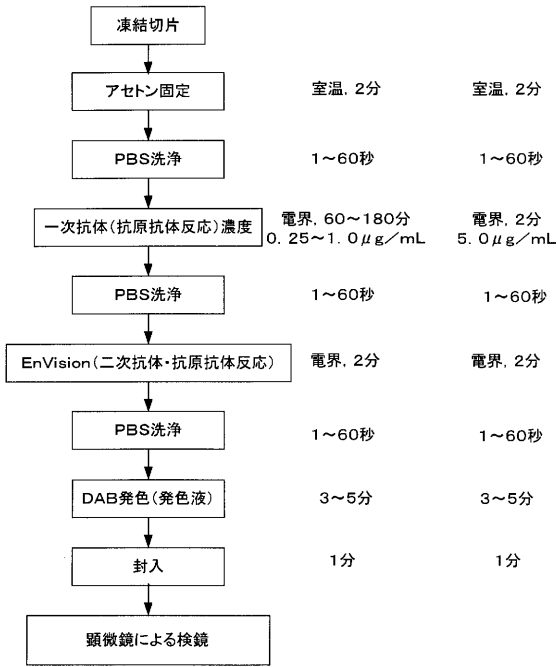 凍結切片
アセトン固定 室温, 2分 室温, 2分
PBS洗浄 1～60秒 1～60秒
一次抗体(抗原抗体反応)濃度 電界, 60～180分 電界, 2分
0. 25～1. 0μg／mL 5. 0μg／mL
PBS洗浄 1～60秒 1～60秒
EnVision(二次抗体・抗原抗体反応) 電界, 2分 電界, 2分
PBS洗浄 1～60秒 1～60秒
DAB発色(発色液) 3～5分 3～5分
封入 1分 1分
顕微鏡による検鏡